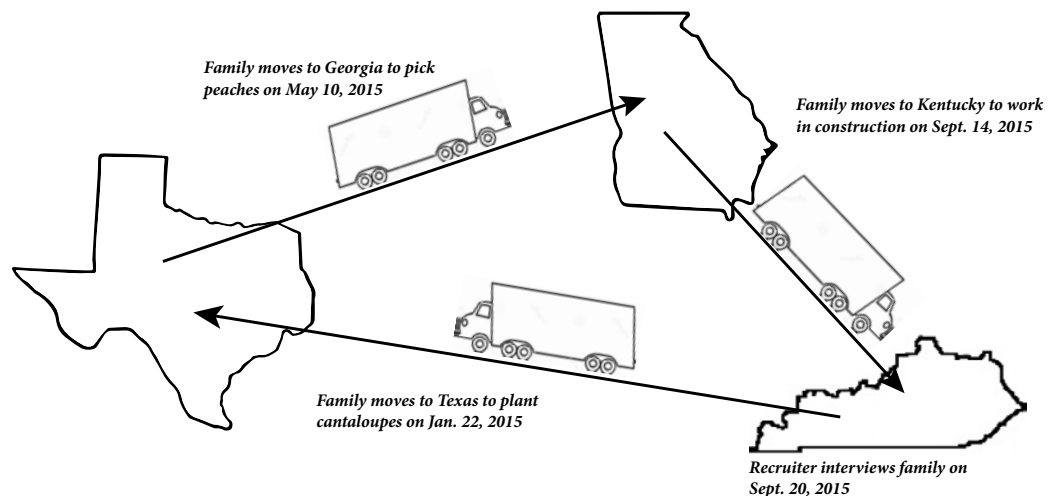 Family moves to Georgia to pick
peaches on May 10, 2015
Family moves to Kentucky to work
in construction on Sept. 14, 2015
Family moves to Texas to plant
cantaloupes on Jan. 22, 2015
Recruiter interviews family on
Sept. 20, 2015